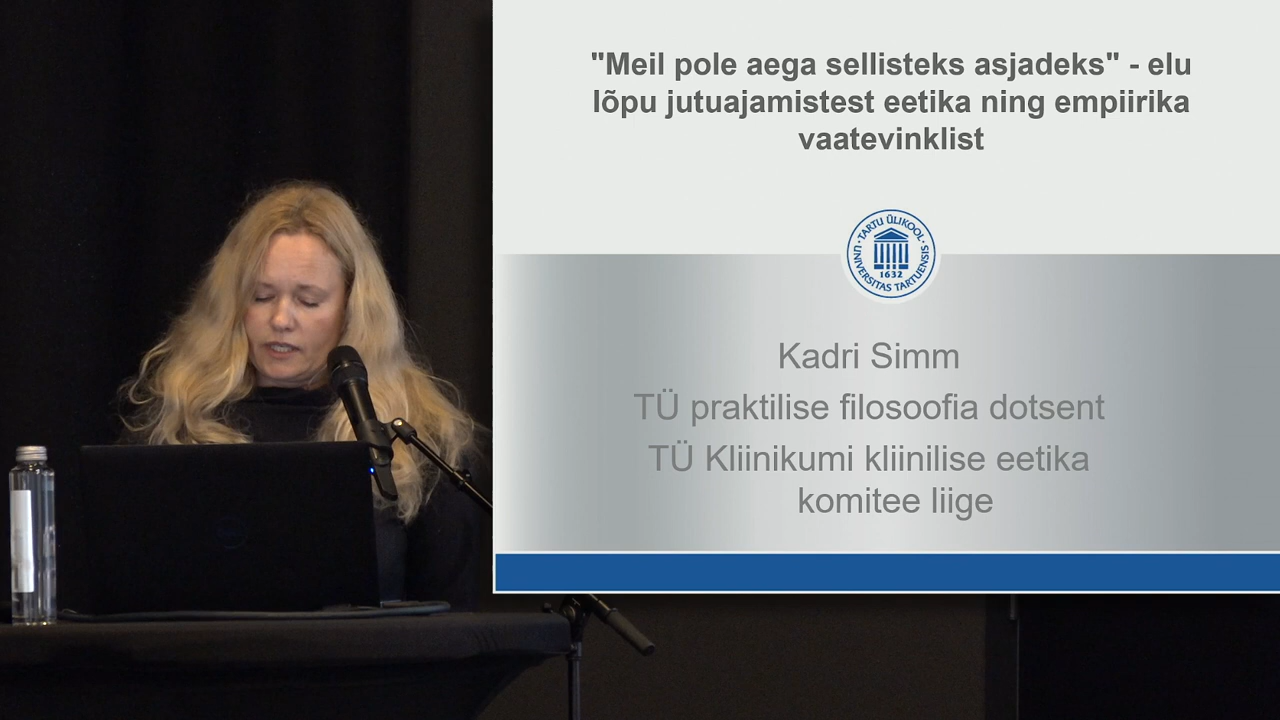 "Meil pole aega sellisteks asjadeks" - elu
lõpu jutuajamistest eetika ning empiirika
vaatevinklist
TARTU ÜLIKOOL
UNIVERSITAS TARTUENSIS
1632
Kadri Simm
TÜ praktilise filosoofia dotsent
TÜ Kliinikumi kliinilise eetika
komitee liige